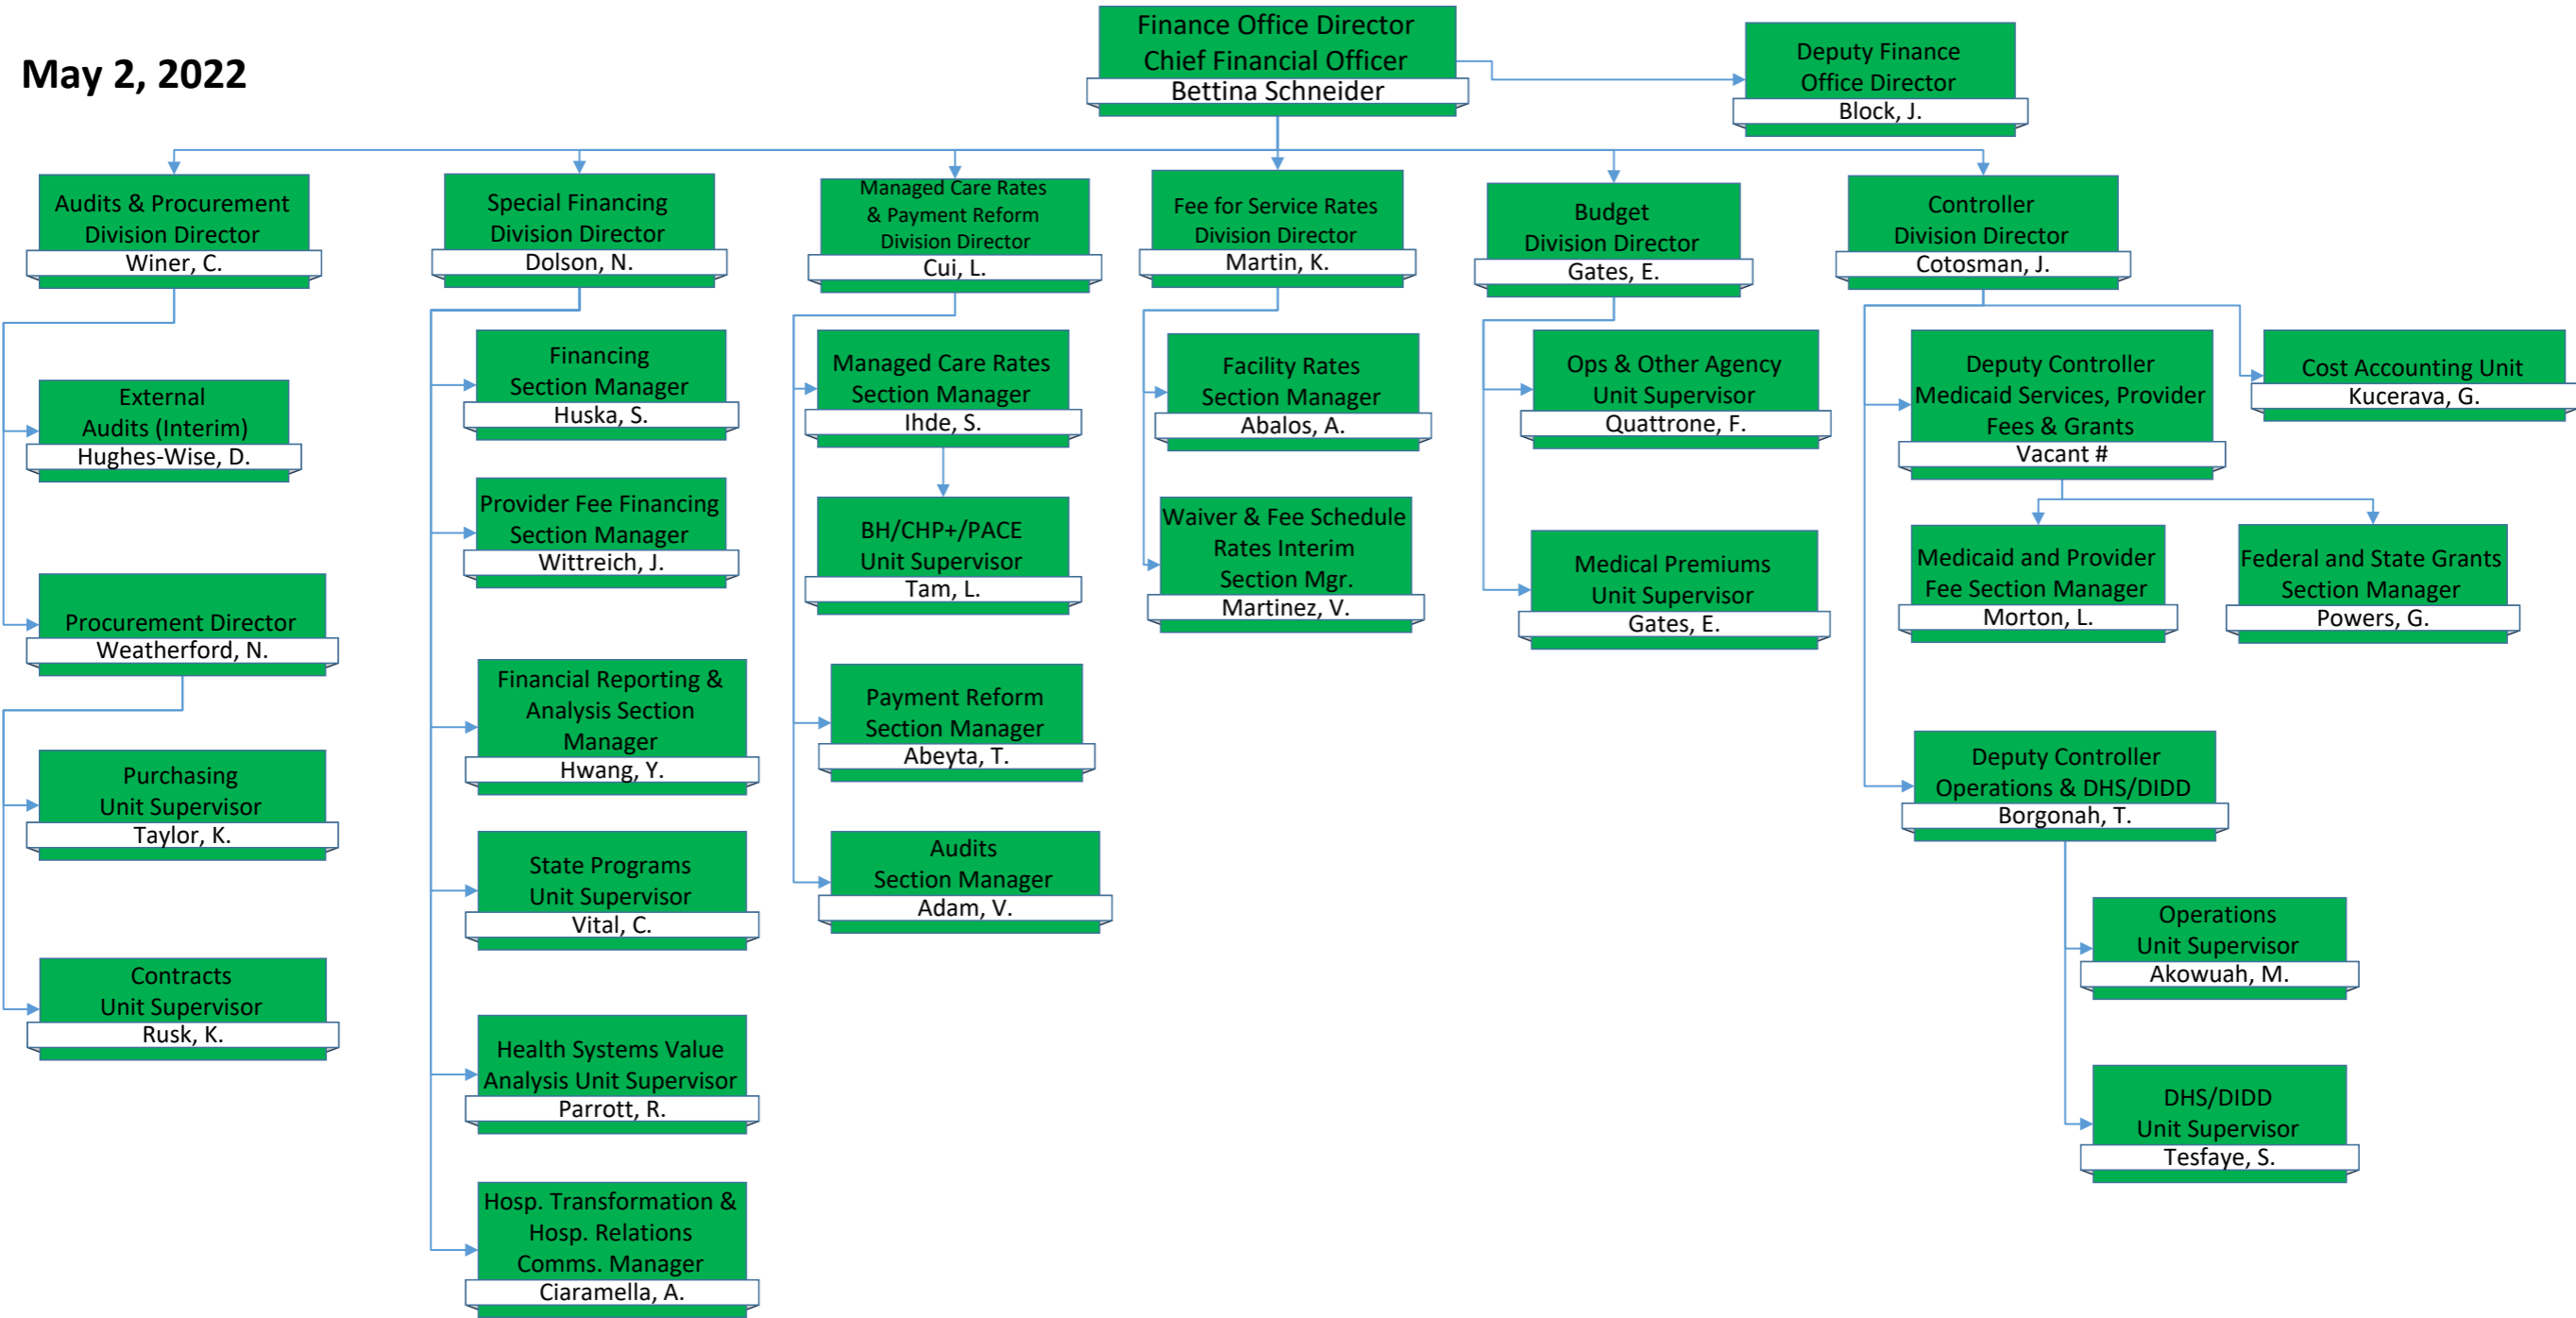 May 2, 2022
Finance Office Director
Chief Financial Officer
Bettina Schneider
Deputy Finance
Office Director
Block, J.
Audits & Procurement
Division Director
Winer, C.
External
Audits (Interim)
Hughes-Wise, D.
Procurement Director
Weatherford, N.
Purchasing
Unit Supervisor
Taylor, K.
Contracts
Unit Supervisor
Rusk, K.
Special Financing
Division Director
Dolson, N.
Financing
Section Manager
Huska, S.
Provider Fee Financing
Section Manager
Wittreich, J.
Financial Reporting &
Analysis Section
Manager
Hwang, Y.
State Programs
Unit Supervisor
Vital, C.
Health Systems Value
Analysis Unit Supervisor
Parrott, R.
Hosp. Transformation &
Hosp. Relations
Comms. Manager
Ciaramella, A.
Managed Care Rates
& Payment Reform
Division Director
Cui, L.
Managed Care Rates
Section Manager
Ihde, S.
BH/CHP+/PACE
Unit Supervisor
Tam, L.
Payment Reform
Section Manager
Abeyta, T.
Audits
Section Manager
Adam, V.
Fee for Service Rates
Division Director
Martin, K.
Facility Rates
Section Manager
Abalos, A.
Waiver & Fee Schedule
Rates Interim
Section Mgr.
Martinez, V.
Budget
Division Director
Gates, E.
Ops & Other Agency
Unit Supervisor
Quattrone, F.
Medical Premiums
Unit Supervisor
Gates, E.
Controller
Division Director
Cotosman, J.
Deputy Controller
Medicaid Services, Provider
Fees & Grants
Vacant #
Cost Accounting Unit
Kucerava, G.
Medicaid and Provider
Fee Section Manager
Morton, L.
Federal and State Grants
Section Manager
Powers, G.
Deputy Controller
Operations & DHS/DIDD
Borgonah, T.
Operations
Unit Supervisor
Akowuah, M.
DHS/DIDD
Unit Supervisor
Tesfaye, S.